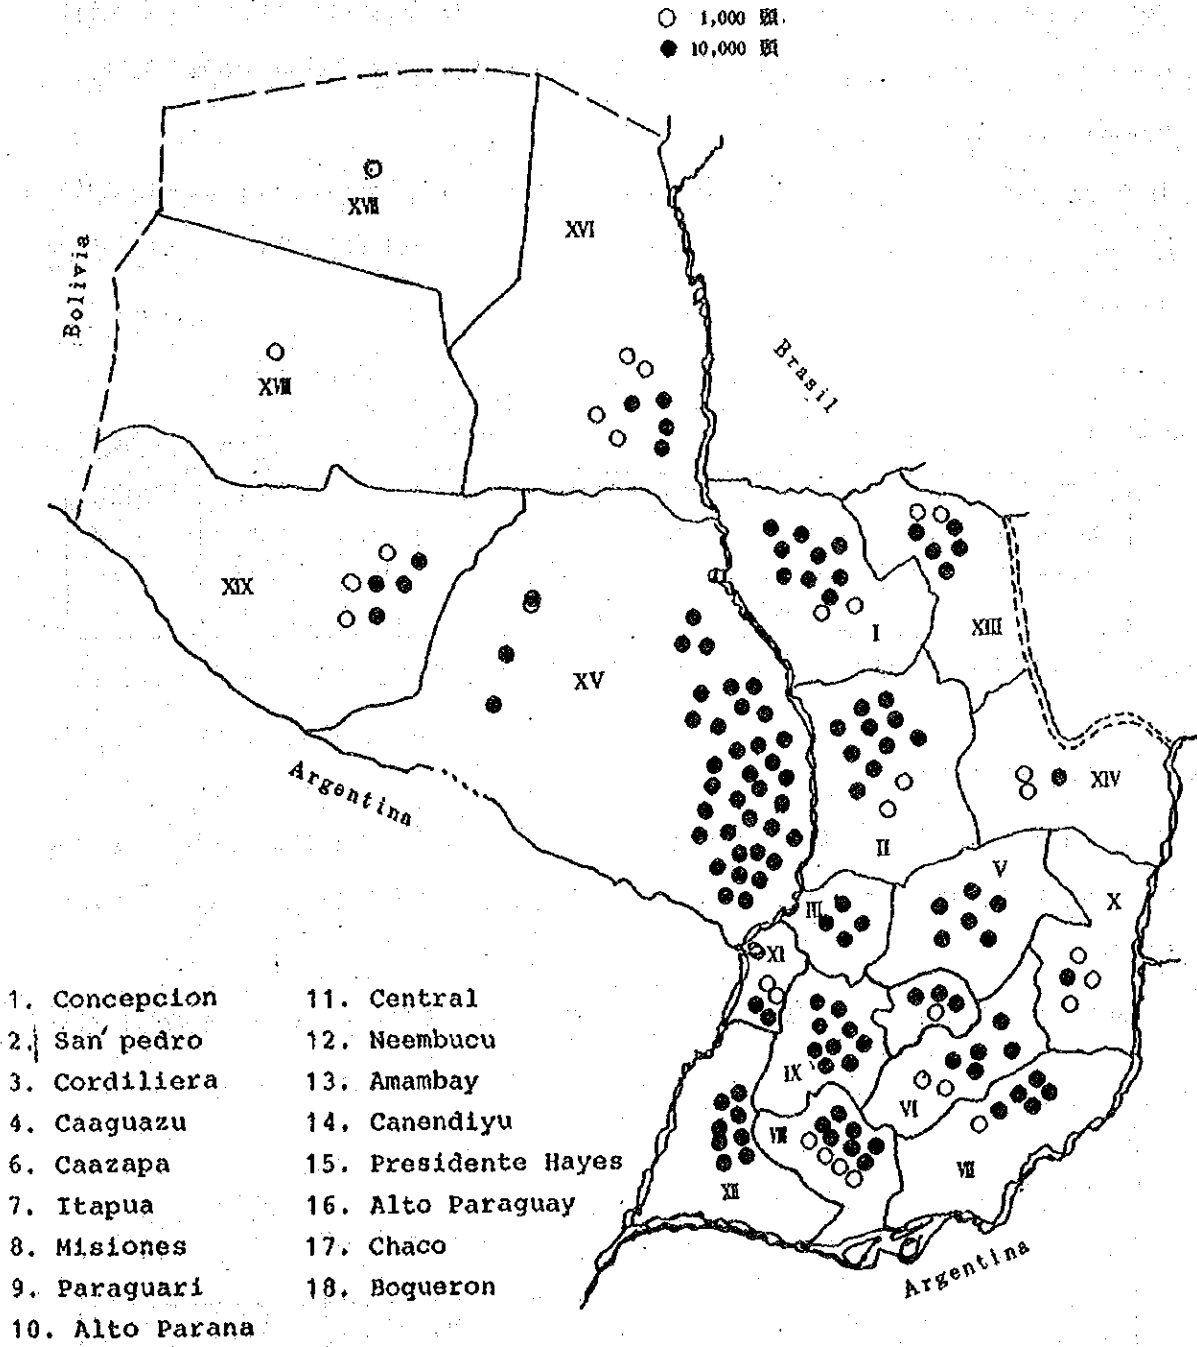 ○ 1,000 頭
● 10,000 頭
XVII
XVI
Bolivia
XVIII
Brasil
XIX
XV
I
XIII
Argentina
XIV
II
V
X
III
XI
IX
VI
VIII
VII
XII
Argentina
1. Concepcion
2. San pedro
3. Cordiliera
4. Caaguazu
6. Caazapa
7. Itapua
8. Misiones
9. Paraguari
10. Alto Parana
11. Central
12. Neembucu
13. Amambay
14. Canendiyu
15. Presidente Hayes
16. Alto Paraguay
17. Chaco
18. Boqueron